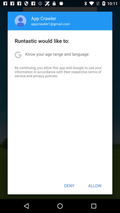 10:11
App Crawler
appcrawler1@gmail.com
Runtastic would like to:
Know your age range and language
By continuing, you allow this app and Google to use your
information in accordance with their respective terms of
service and privacy policies.
DENY
ALLOW